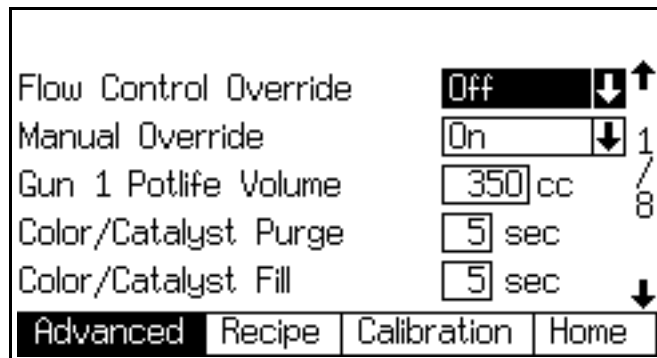 Flow Control Override Off
Manual Override On
Gun 1 Potlife Volume 350 cc
Color/Catalyst Purge 5 sec
Color/Catalyst Fill 5 sec
1/8
Advanced Recipe Calibration Home